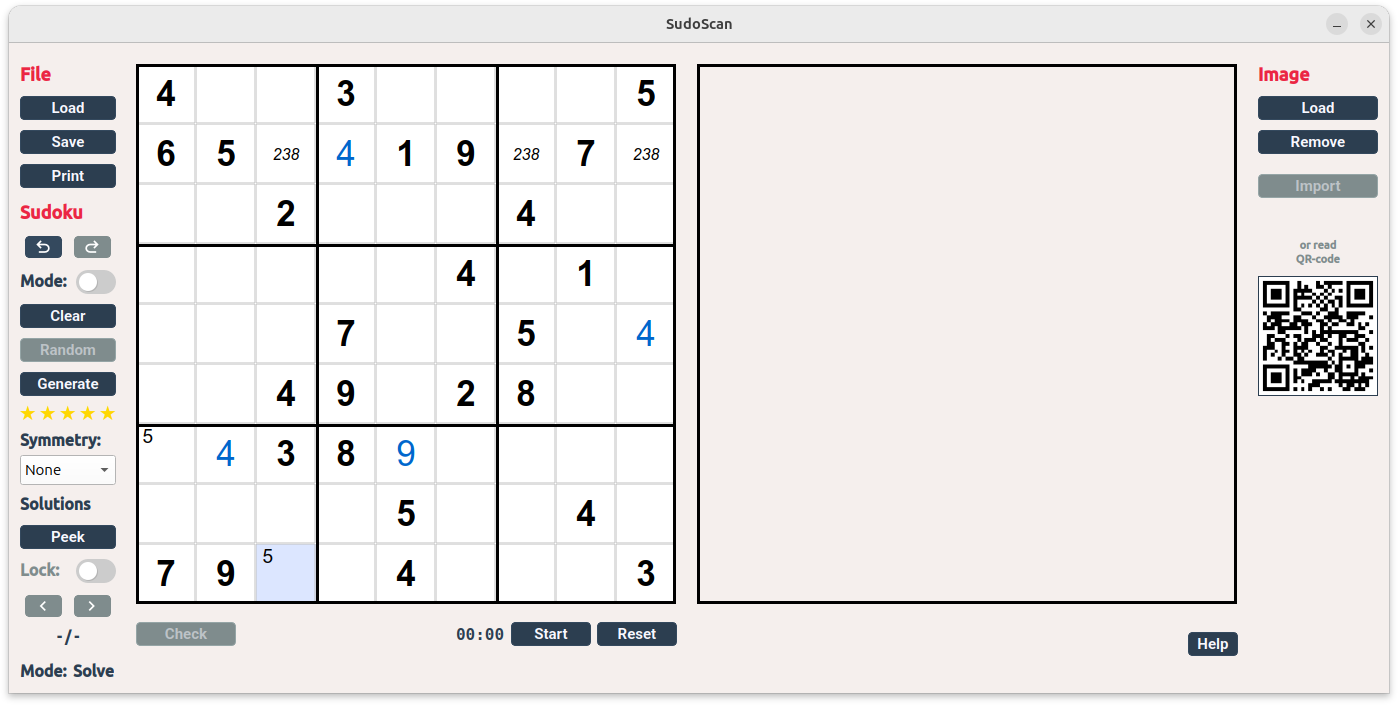 SudoScan
File
Load
Save
Print
Sudoku
Mode:
Clear
Random
Generate
Symmetry:
None
Solutions
Peek
Lock:
-/-
Mode: Solve
4 3 5
6 5 238 4 1 9 238 7 238
2 4
4 1
7 5 4
4 9 2 8
5 4 3 8 9
5 4
7 9 5 4 3
Check
00:00 Start Reset
Help
Image
Load
Remove
Import
or read
QR-code